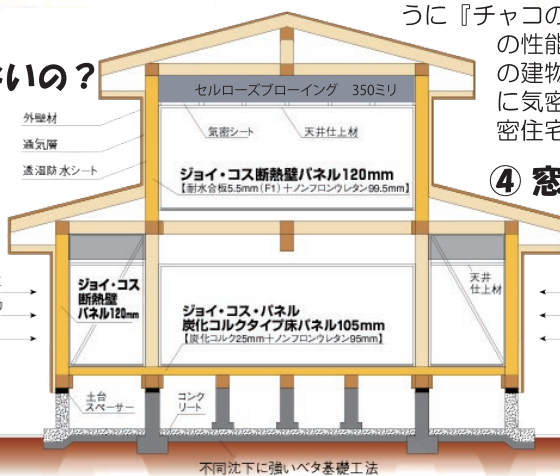 うに『チャコの
の性能
の建物
に気密
密住宅
④ 窓
いの？
セルローズブローイング　350ミリ
外壁材
通気層
透湿防水シート
気密シート
天井仕上材
ジョイ・コス断熱壁パネル120mm
【耐水合板5.5mm(F1)＋ノンフロンウレタン99.5mm】
ジョイ・コス
断熱壁
パネル120mm
天井
仕上材
ジョイ・コス・パネル
炭化コルクタイプ床パネル105mm
【炭化コルク25mm＋ノンフロンウレタン95mm】
土台
スペーサー
コンク
リート
不同沈下に強いベタ基礎工法